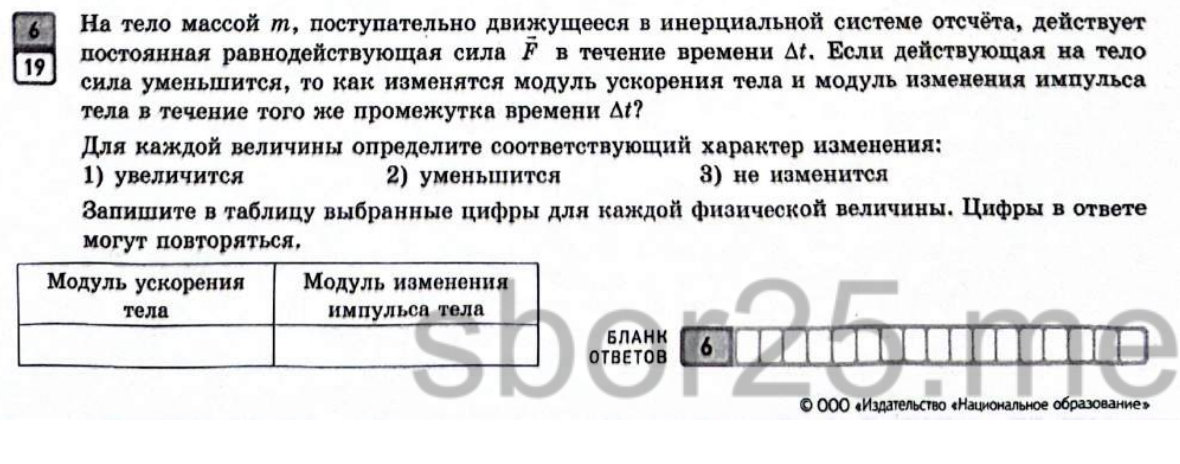 6
19
На тело массой m, поступательно движущееся в инерциальной системе отсчёта, действует
постоянная равнодействующая сила F⃗ в течение времени Δt. Если действующая на тело
сила уменьшится, то как изменятся модуль ускорения тела и модуль изменения импульса
тела в течение того же промежутка времени Δt?
Для каждой величины определите соответствующий характер изменения:
1) увеличится 2) уменьшится 3) не изменится
Запишите в таблицу выбранные цифры для каждой физической величины. Цифры в ответе
могут повторяться.
Модуль ускорения
тела
Модуль изменения
импульса тела
sbor25.me
БЛАНК
ОТВЕТОВ
6
© ООО «Издательство «Национальное образование»